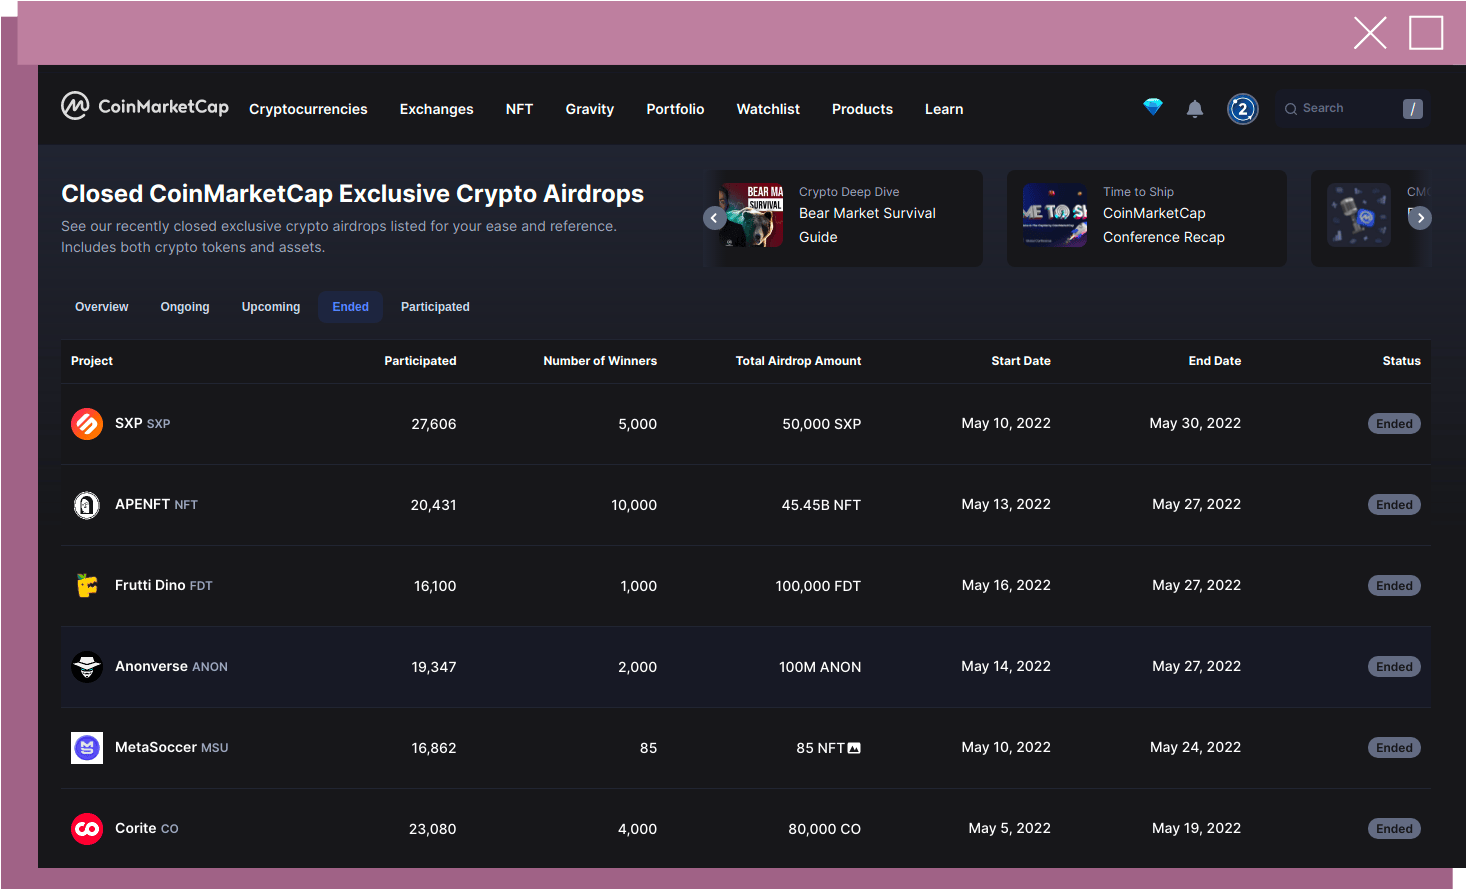 CoinMarketCap Cryptocurrencies Exchanges NFT Gravity Portfolio Watchlist Products Learn 2 Search /
Closed CoinMarketCap Exclusive Crypto Airdrops
See our recently closed exclusive crypto airdrops listed for your ease and reference.
Includes both crypto tokens and assets.
BEAR MA
SURVIVAL
Crypto Deep Dive
Bear Market Survival
Guide
ME TO SH
Time to Ship
CoinMarketCap
Conference Recap
CMC
Overview Ongoing Upcoming Ended Participated
Project Participated Number of Winners Total Airdrop Amount Start Date End Date Status
SXP SXP 27,606 5,000 50,000 SXP May 10, 2022 May 30, 2022 Ended
APENFT NFT 20,431 10,000 45.45B NFT May 13, 2022 May 27, 2022 Ended
Frutti Dino FDT 16,100 1,000 100,000 FDT May 16, 2022 May 27, 2022 Ended
Anonverse ANON 19,347 2,000 100M ANON May 14, 2022 May 27, 2022 Ended
MetaSoccer MSU 16,862 85 85 NFT May 10, 2022 May 24, 2022 Ended
Corite CO 23,080 4,000 80,000 CO May 5, 2022 May 19, 2022 Ended